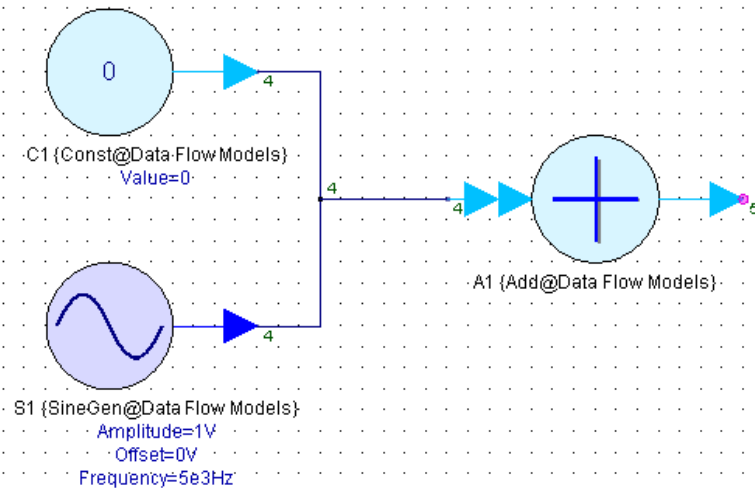 0
4
C1 {Const@Data Flow Models}
Value=0
4
4
5
A1 {Add@Data Flow Models}
4
S1 {SineGen@Data Flow Models}
Amplitude=1V
Offset=0V
Frequency=5e3Hz